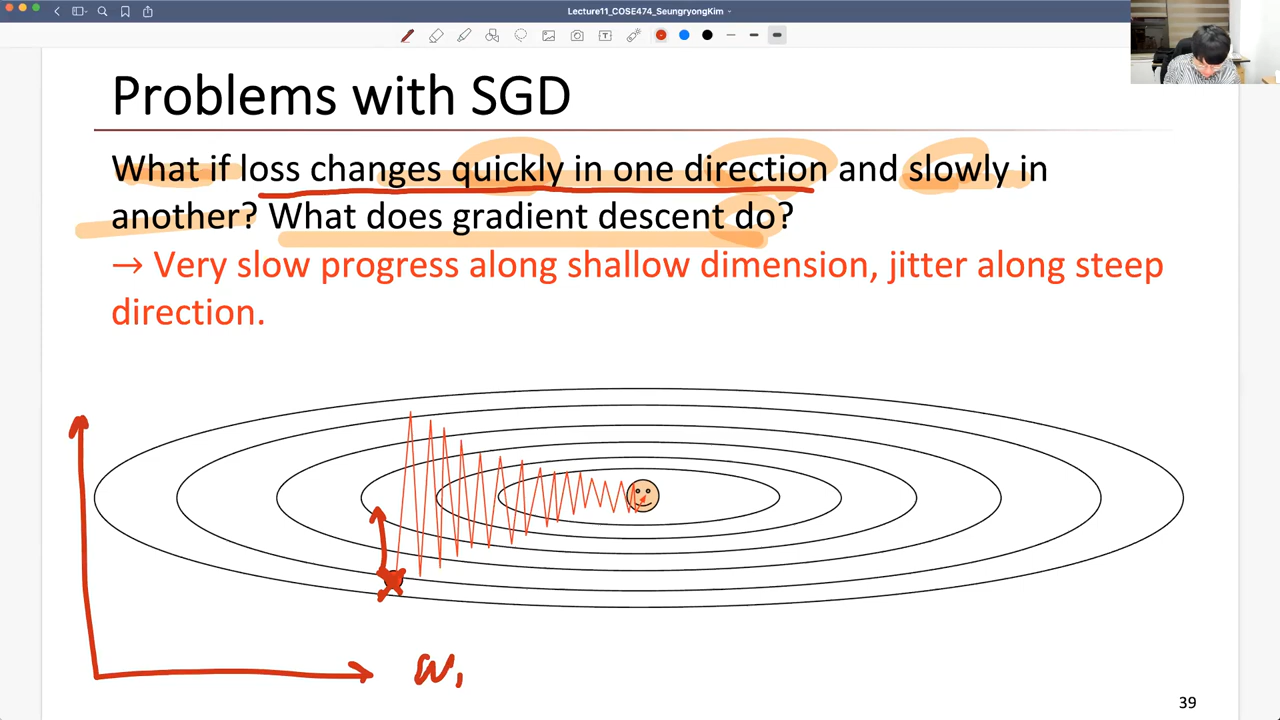 Lecture11_COSE474_SeungryongKim
Problems with SGD
What if loss changes quickly in one direction and slowly in
another? What does gradient descent do?
→ Very slow progress along shallow dimension, jitter along steep
direction.
w,
39